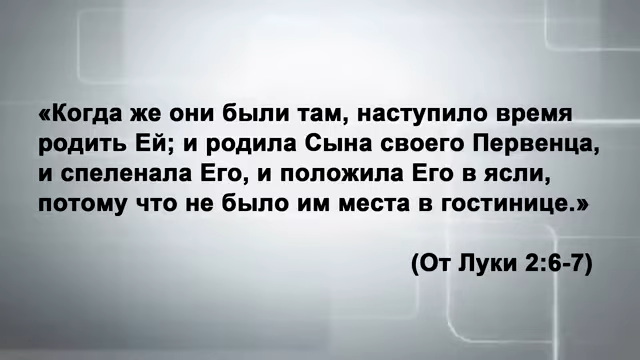 «Когда же они были там, наступило время
родить Ей; и родила Сына своего Первенца,
и спеленала Его, и положила Его в ясли,
потому что не было им места в гостинице.»
(От Луки 2:6-7)